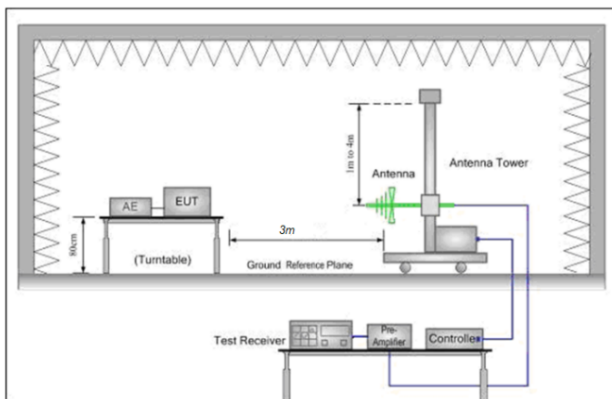 1m to 4m
Antenna
Antenna Tower
AE
EUT
3m
80cm
(Turntable)
Ground Reference Plane
Test Receiver
Pre-
Amplifier
Controller